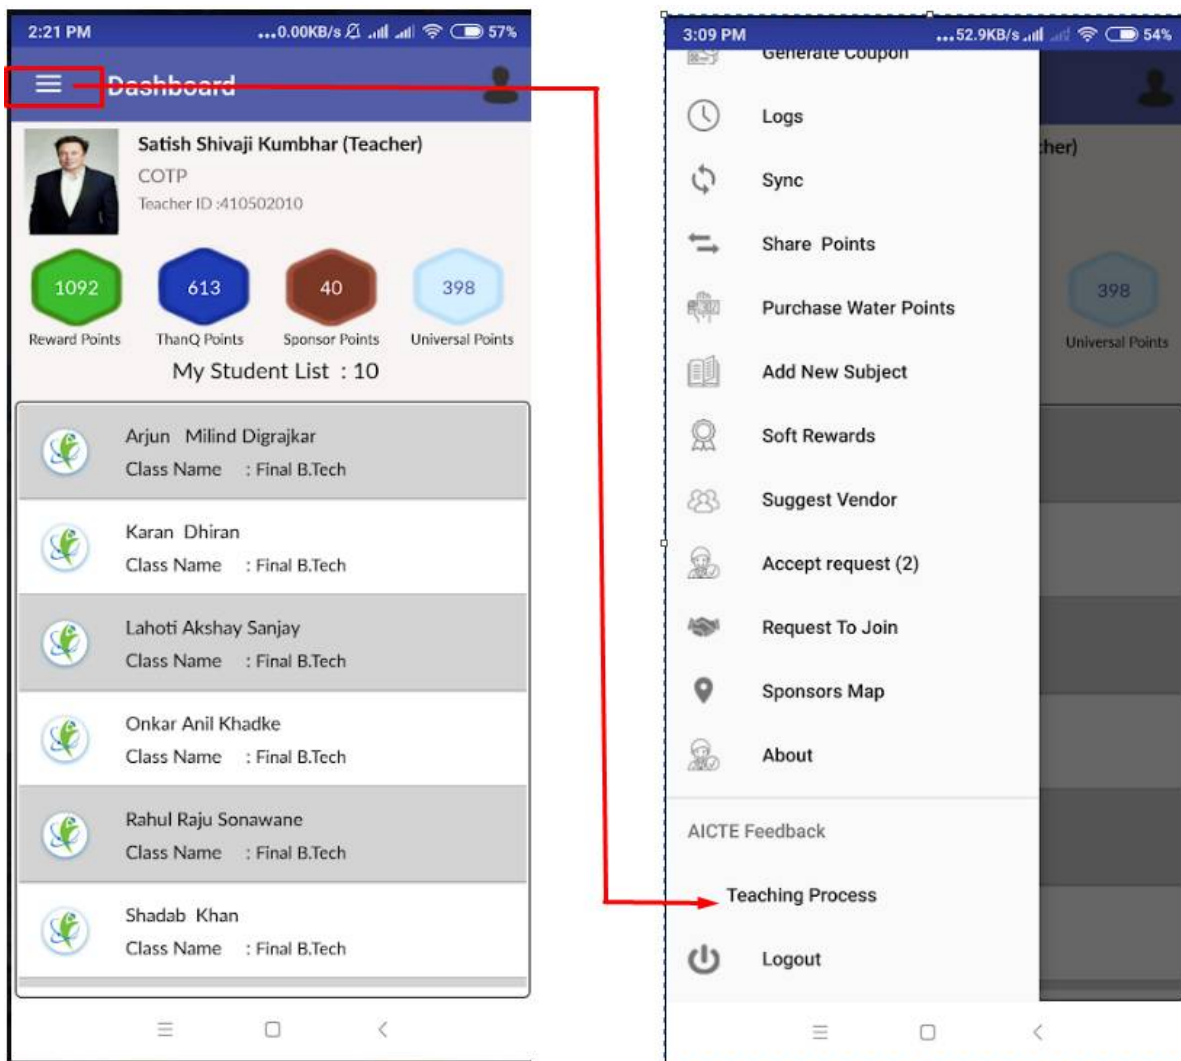 2:21 PM
...0.00KB/s 57%
Dashboard
Satish Shivaji Kumbhar (Teacher)
COTP
Teacher ID :410502010
1092 613 40 398
Reward Points ThanQ Points Sponsor Points Universal Points
My Student List : 10
Arjun Milind Digrajkar
Class Name : Final B.Tech
Karan Dhiran
Class Name : Final B.Tech
Lahoti Akshay Sanjay
Class Name : Final B.Tech
Onkar Anil Khadke
Class Name : Final B.Tech
Rahul Raju Sonawane
Class Name : Final B.Tech
Shadab Khan
Class Name : Final B.Tech
3:09 PM
...52.9KB/s 54%
Generate Coupon
Logs
Sync
Share Points
Purchase Water Points
Add New Subject
Soft Rewards
Suggest Vendor
Accept request (2)
Request To Join
Sponsors Map
About
AICTE Feedback
Teaching Process
Logout
cher)
398
Universal Points